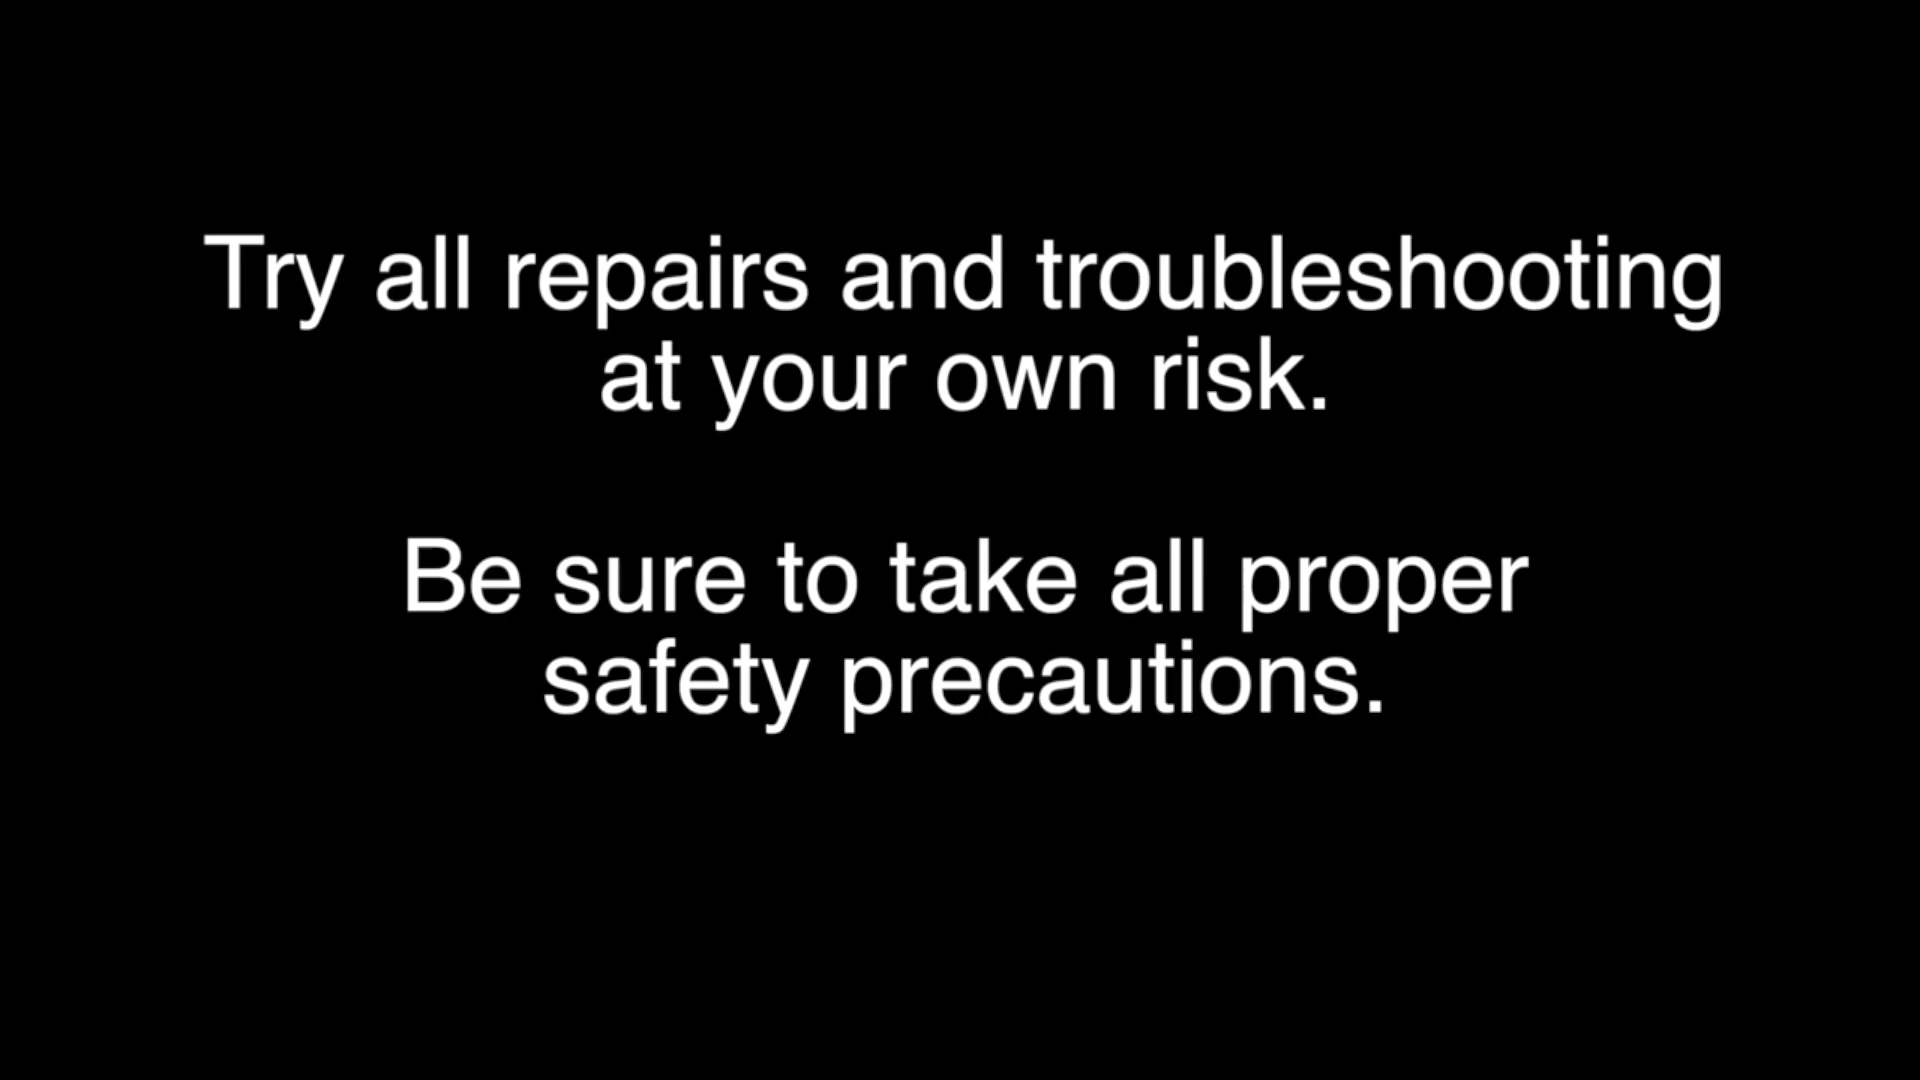 Try all repairs and troubleshooting
at your own risk.
Be sure to take all proper
safety precautions.